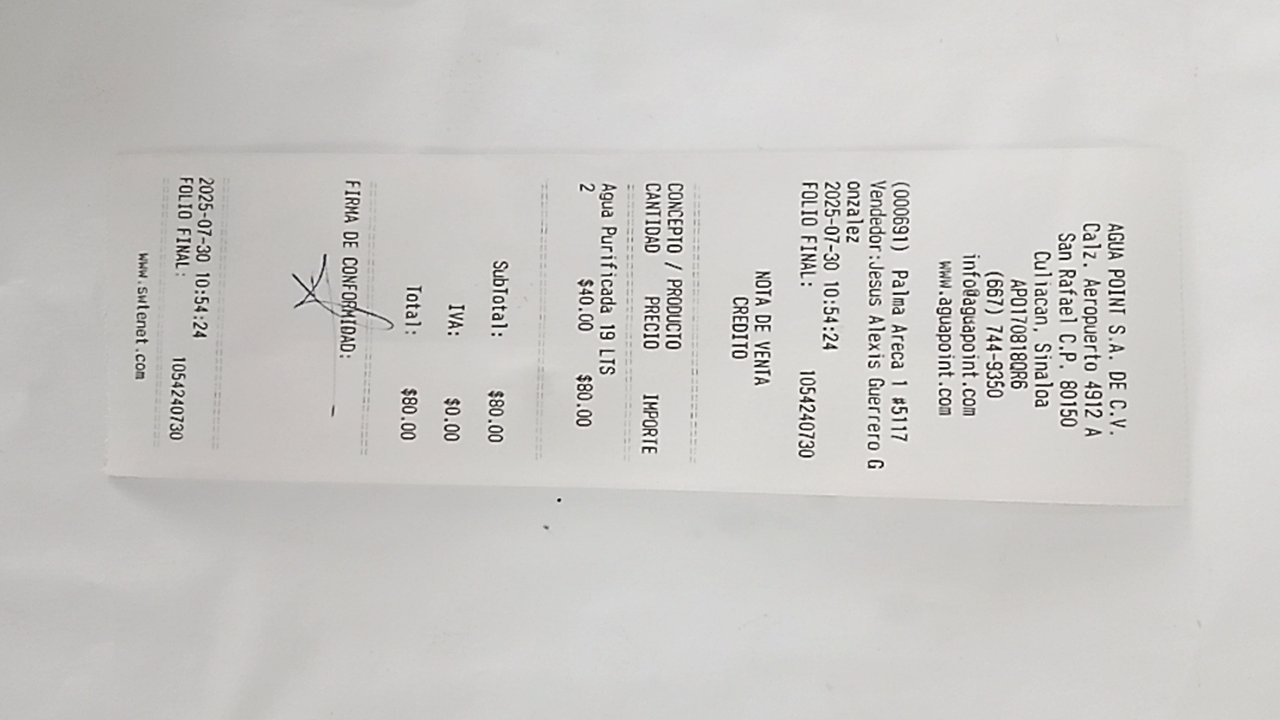 AGUA POINT S.A. DE C.V.
Calz. Aeropuerto 4912 A
San Rafael C.P. 80150
Culiacan, Sinaloa
APO170818QR6
(667) 744-9350
info@aguapoint.com
www.aguapoint.com
(000691) Palma Areca 1 #5117
Vendedor:Jesus Alexis Guerrero G
onzalez
2025-07-30 10:54:24
FOLIO FINAL: 1054240730
NOTA DE VENTA
CREDITO
CONCEPTO / PRODUCTO
CANTIDAD PRECIO IMPORTE
Agua Purificada 19 LTS
2 $40.00 $80.00
SubTotal: $80.00
IVA: $0.00
Total: $80.00
FIRMA DE CONFORMIDAD:
2025-07-30 10:54:24
FOLIO FINAL: 1054240730
www.swfenet.com